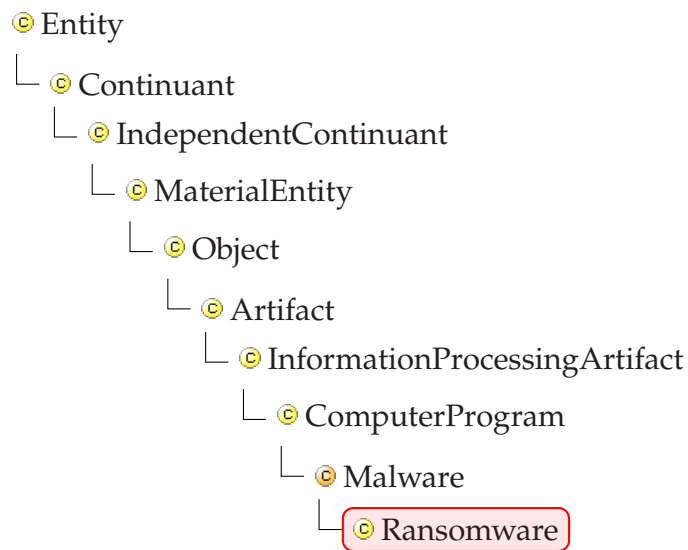 Entity
Continuant
IndependentContinuant
MaterialEntity
Object
Artifact
InformationProcessingArtifact
ComputerProgram
Malware
Ransomware